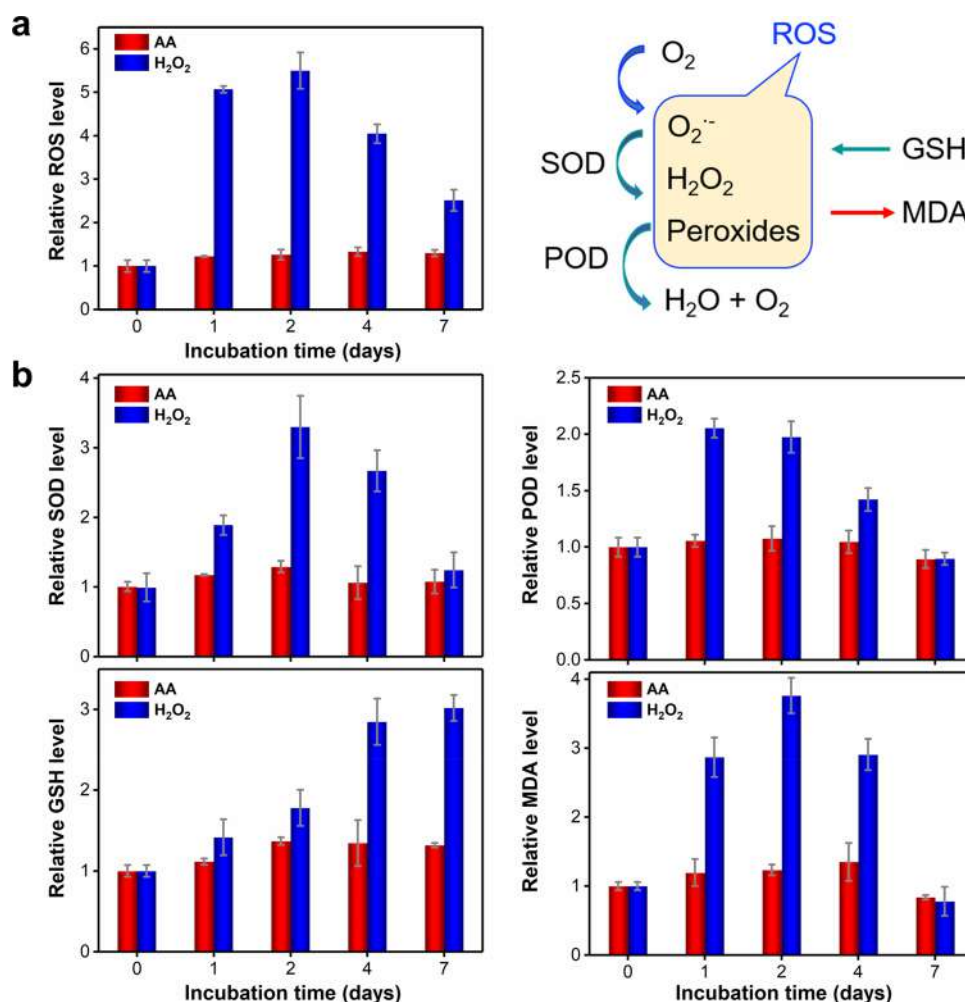 a
AA
H₂O₂
Relative ROS level
6
5
4
3
2
1
0
0 1 2 4 7
Incubation time (days)
ROS
O₂
O₂·⁻
SOD
H₂O₂
GSH
Peroxides
MDA
POD
H₂O + O₂
b
AA
H₂O₂
Relative SOD level
4
3
2
1
0
AA
H₂O₂
Relative POD level
2.5
2.0
1.5
1.0
0.5
0.0
AA
H₂O₂
Relative GSH level
3
2
1
0
0 1 2 4 7
Incubation time (days)
AA
H₂O₂
Relative MDA level
4
3
2
1
0
0 1 2 4 7
Incubation time (days)